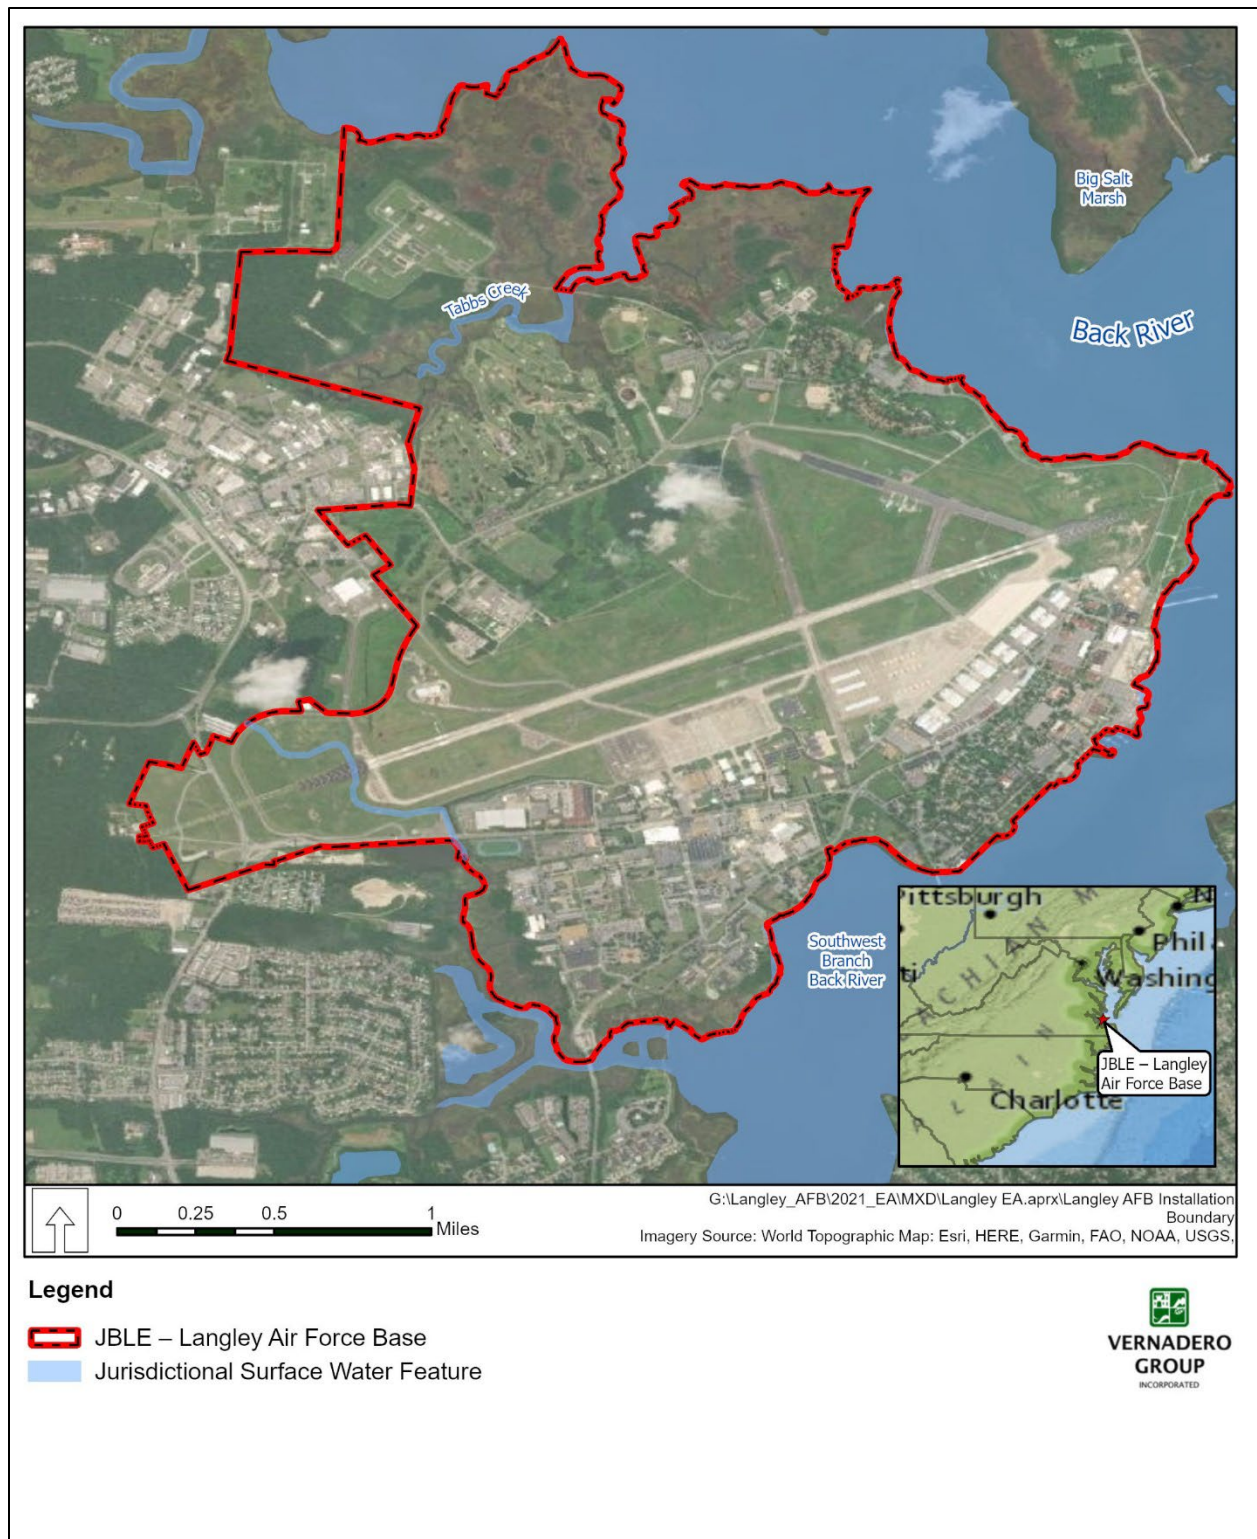 Big Salt
Marsh
Tabbs Creek
Back River
Southwest
Branch
Back River
Pittsburgh
N
Phil
Washing
ti
CHIAN M
A I N
Charlotte
JBLE – Langley
Air Force Base
0 0.25 0.5 1
Miles
G:\Langley_AFB\2021_EA\MXD\Langley EA.aprx\Langley AFB Installation
Boundary
Imagery Source: World Topographic Map: Esri, HERE, Garmin, FAO, NOAA, USGS,
Legend
JBLE – Langley Air Force Base
Jurisdictional Surface Water Feature
VERNADERO
GROUP
INCORPORATED